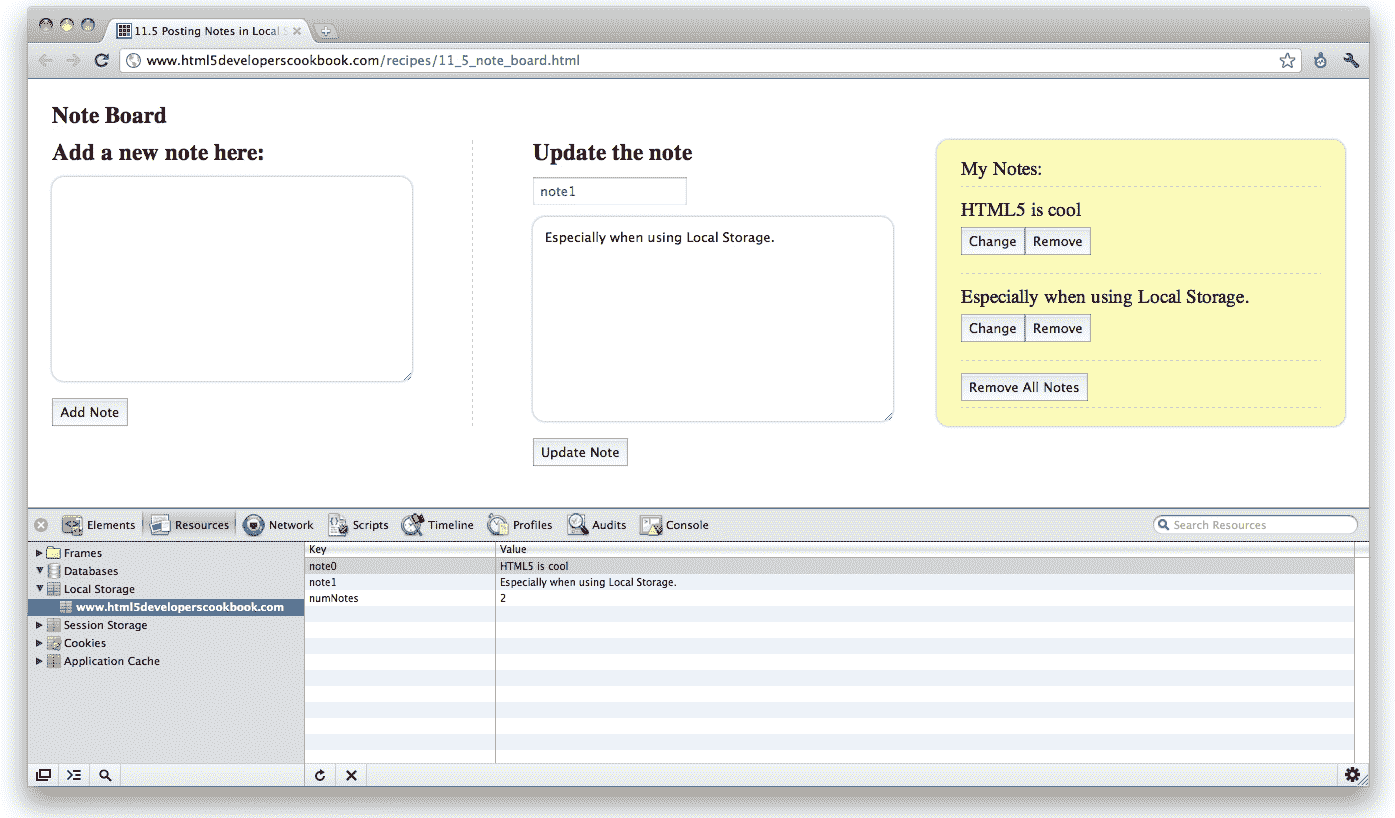 11.5 Posting Notes in Local S
www.html5developerscookbook.com/recipes/11_5_note_board.html
Note Board
Add a new note here:
Add Note
Update the note
note1
Especially when using Local Storage.
Update Note
My Notes:
HTML5 is cool
Change Remove
Especially when using Local Storage.
Change Remove
Remove All Notes
Elements Resources Network Scripts Timeline Profiles Audits Console Search Resources
Frames
Databases
Local Storage
www.html5developerscookbook.com
Session Storage
Cookies
Application Cache
Key Value
note0 HTML5 is cool
note1 Especially when using Local Storage.
numNotes 2